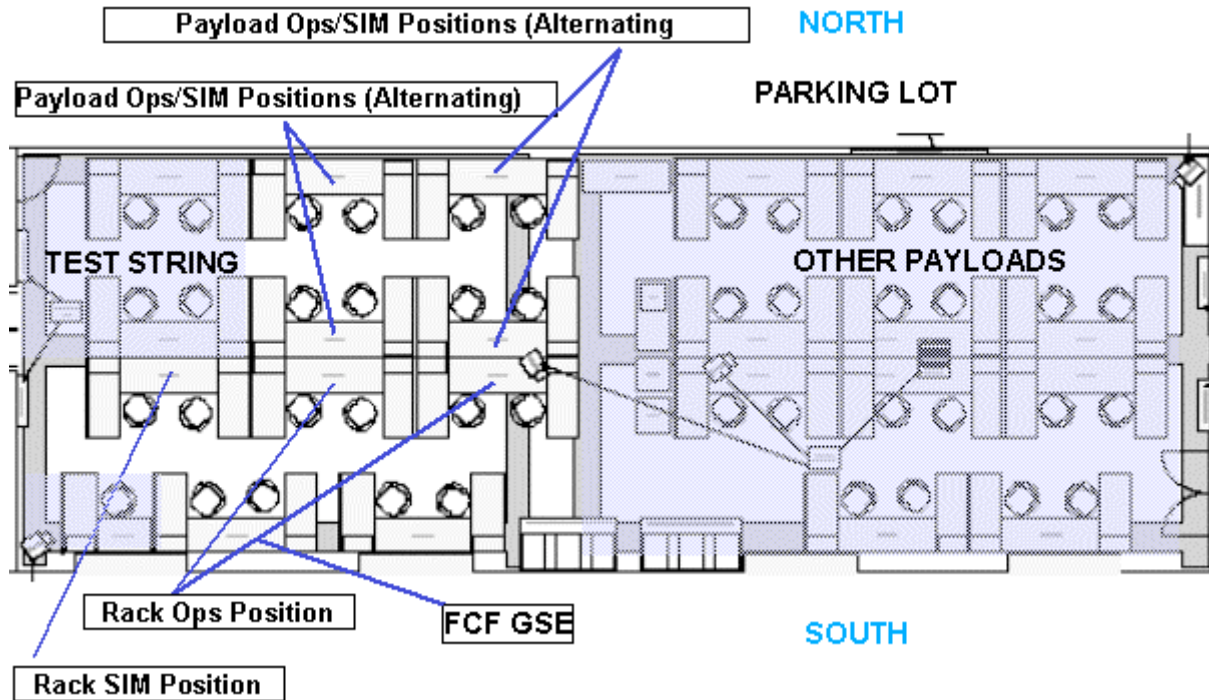 Payload Ops/SIM Positions (Alternating
NORTH
Payload Ops/SIM Positions (Alternating)
PARKING LOT
TEST STRING
OTHER PAYLOADS
Rack Ops Position
FCF GSE
SOUTH
Rack SIM Position